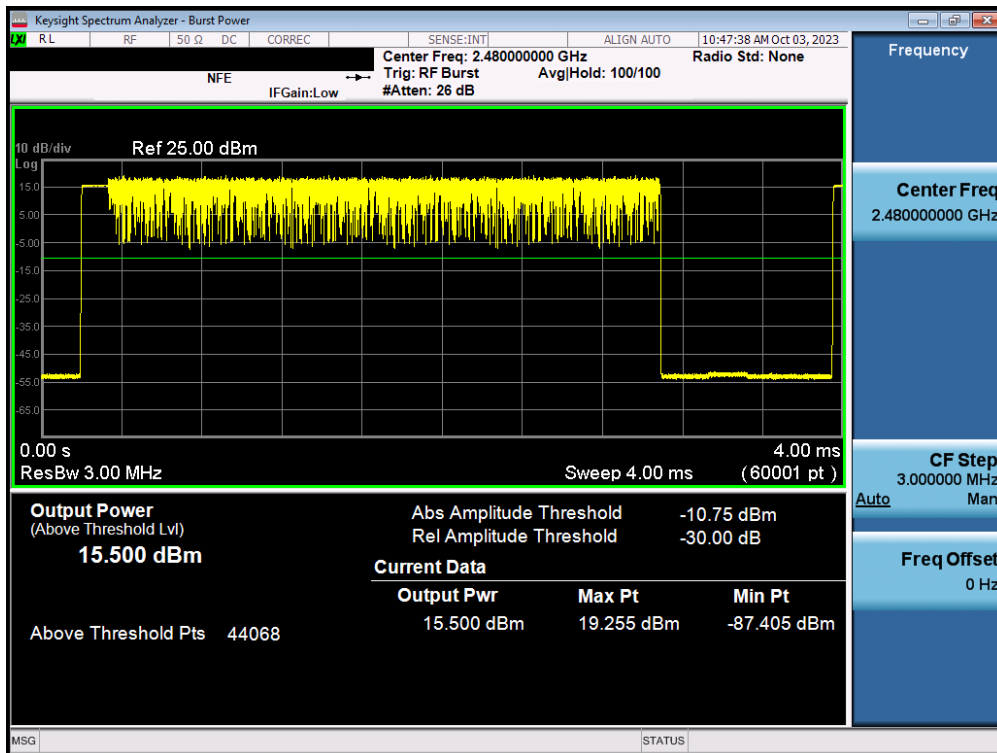 Keysight Spectrum Analyzer - Burst Power
LXI RL RF 50 Ω DC CORREC SENSE:INT ALIGN AUTO 10:47:38 AM Oct 03, 2023
Center Freq: 2.480000000 GHz Radio Std: None
NFE Trig: RF Burst Avg|Hold: 100/100
IFGain:Low #Atten: 26 dB
Frequency
10 dB/div Ref 25.00 dBm
Log
15.0
5.00
-5.00
-15.0
-25.0
-35.0
-45.0
-55.0
-65.0
0.00 s 4.00 ms
ResBw 3.00 MHz Sweep 4.00 ms (60001 pt )
Center Freq
2.480000000 GHz
CF Step
3.000000 MHz
Auto Man
Freq Offset
0 Hz
Output Power Abs Amplitude Threshold -10.75 dBm
(Above Threshold Lvl) Rel Amplitude Threshold -30.00 dB
15.500 dBm
Current Data
Output Pwr Max Pt Min Pt
15.500 dBm 19.255 dBm -87.405 dBm
Above Threshold Pts 44068
MSG STATUS